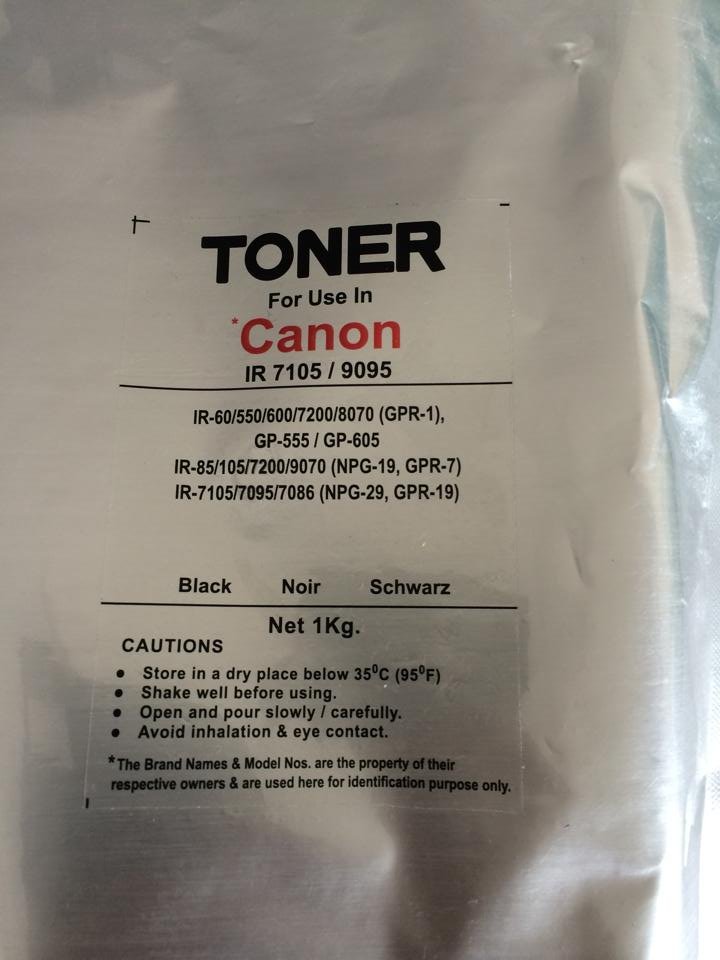 TONER
For Use In
*Canon
IR 7105 / 9095
IR-60/550/600/7200/8070 (GPR-1),
GP-555 / GP-605
IR-85/105/7200/9070 (NPG-19, GPR-7)
IR-7105/7095/7086 (NPG-29, GPR-19)
Black Noir Schwarz
Net 1Kg.
CAUTIONS
● Store in a dry place below 35⁰C (95⁰F)
● Shake well before using.
● Open and pour slowly / carefully.
● Avoid inhalation & eye contact.
*The Brand Names & Model Nos. are the property of their
respective owners & are used here for identification purpose only.